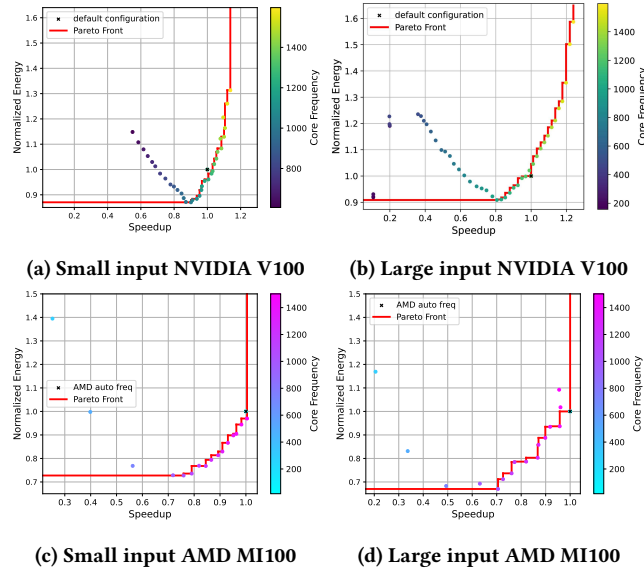 default configuration
Pareto Front
Normalized Energy
1.6
1.5
1.4
1.3
1.2
1.1
1.0
0.9
0.2 0.4 0.6 0.8 1.0 1.2
Speedup
1400
1200
1000
800
Core Frequency
(a) Small input NVIDIA V100
default configuration
Pareto Front
Normalized Energy
1.6
1.5
1.4
1.3
1.2
1.1
1.0
0.9
0.2 0.4 0.6 0.8 1.0 1.2
Speedup
1400
1200
1000
800
600
400
200
Core Frequency
(b) Large input NVIDIA V100
AMD auto freq
Pareto Front
Normalized Energy
1.5
1.4
1.3
1.2
1.1
1.0
0.9
0.8
0.7
0.3 0.4 0.5 0.6 0.7 0.8 0.9 1.0
Speedup
1400
1200
1000
800
600
400
200
Core Frequency
(c) Small input AMD MI100
AMD auto freq
Pareto Front
Normalized Energy
1.5
1.4
1.3
1.2
1.1
1.0
0.9
0.8
0.7
0.2 0.3 0.4 0.5 0.6 0.7 0.8 0.9 1.0
Speedup
1400
1200
1000
800
600
400
200
Core Frequency
(d) Large input AMD MI100